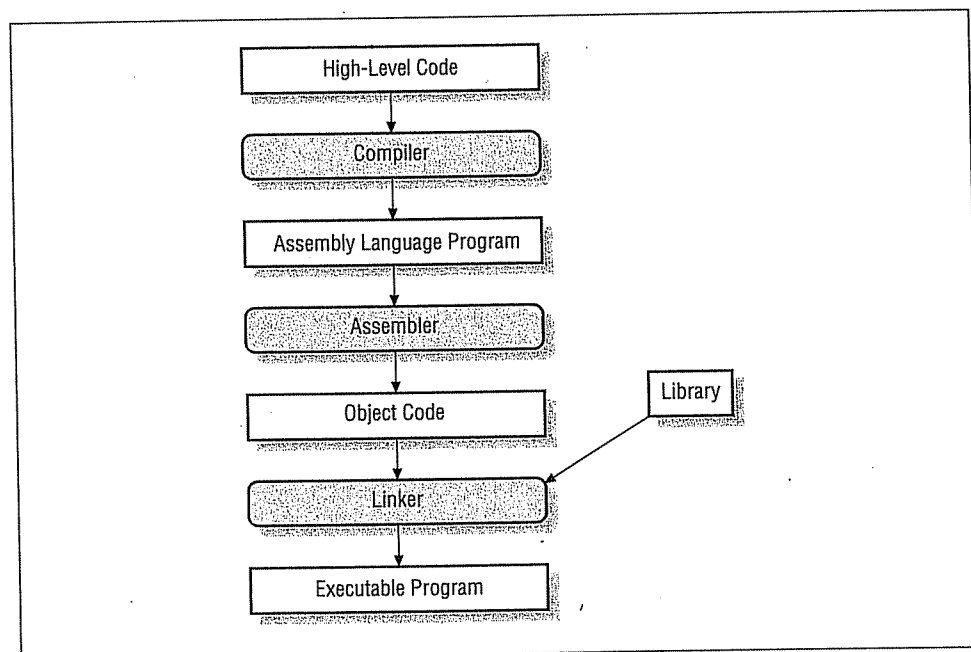 High-Level Code
Compiler
Assembly Language Program
Assembler
Object Code
Library
Linker
Executable Program